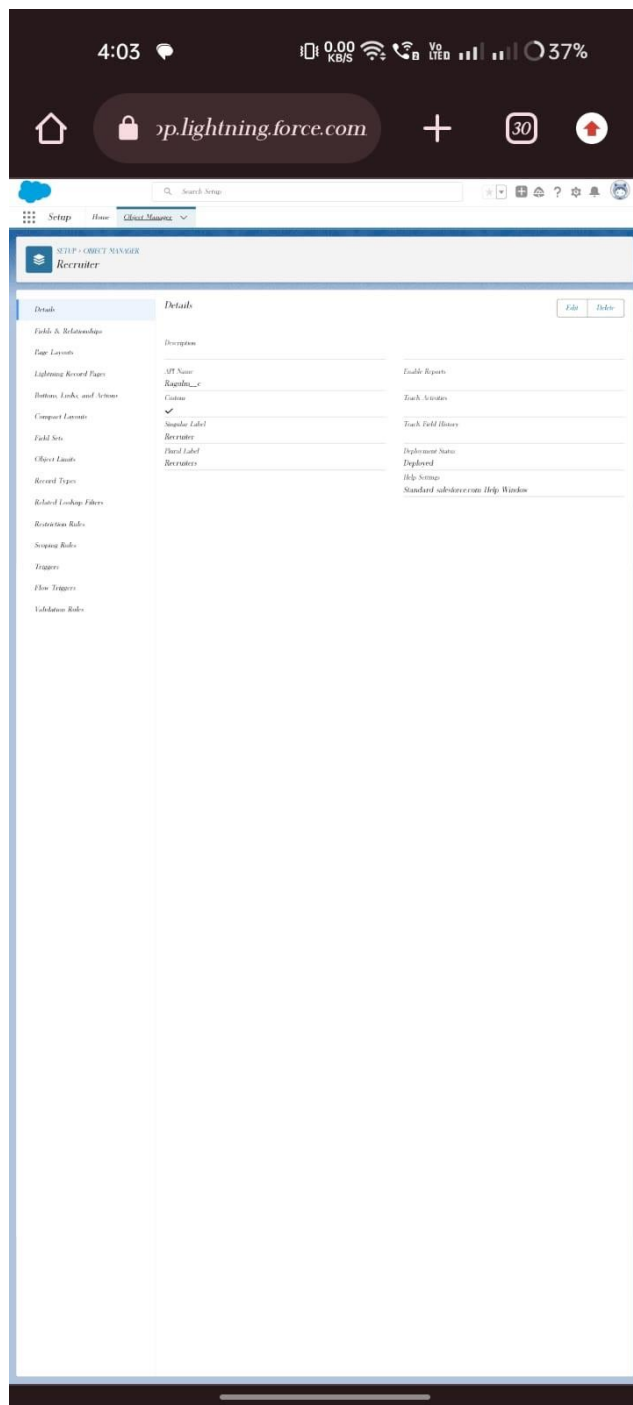 4:03
0.00 KB/S
Vo LTED
37%
op.lightning.force.com
30
Search Setup
Setup
Home
Object Manager
SETUP > OBJECT MANAGER
Recruiter
Details
Fields & Relationships
Page Layouts
Lightning Record Pages
Buttons, Links, and Actions
Compact Layouts
Field Sets
Object Limits
Record Types
Related Lookup Filters
Restriction Rules
Scoping Rules
Triggers
Flow Triggers
Validation Rules
Details
Edit
Delete
Description
API Name
Custom
Singular Label
Recruiter
Plural Label
Recruiters
Enable Reports
Track Activities
Track Field History
Deployment Status
Deployed
Help Settings
Standard salesforce.com Help Window